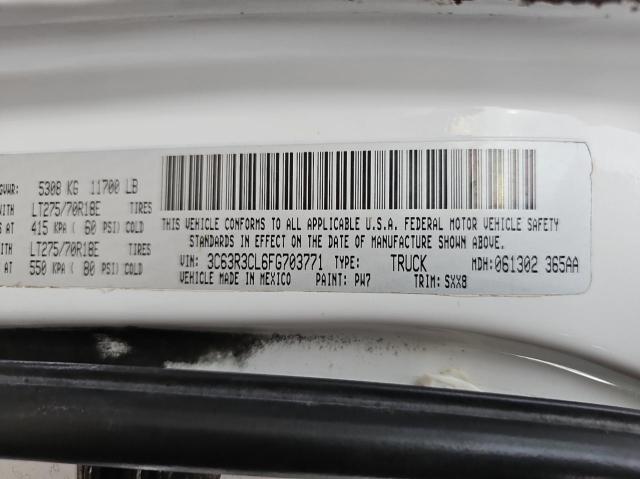 GVWR: 5308 KG 11700 LB
WITH LT275/70R18E TIRES
S AT 415 KPA ( 60 PSI) COLD
WITH LT275/70R18E TIRES
S AT 550 KPA ( 80 PSI) COLD
THIS VEHICLE CONFORMS TO ALL APPLICABLE U.S.A. FEDERAL MOTOR VEHICLE SAFETY
STANDARDS IN EFFECT ON THE DATE OF MANUFACTURE SHOWN ABOVE.
VIN: 3C63R3CL6FG703771 TYPE: TRUCK MDH: 061302 365AA
VEHICLE MADE IN MEXICO PAINT: PW7 TRIM: SXX8